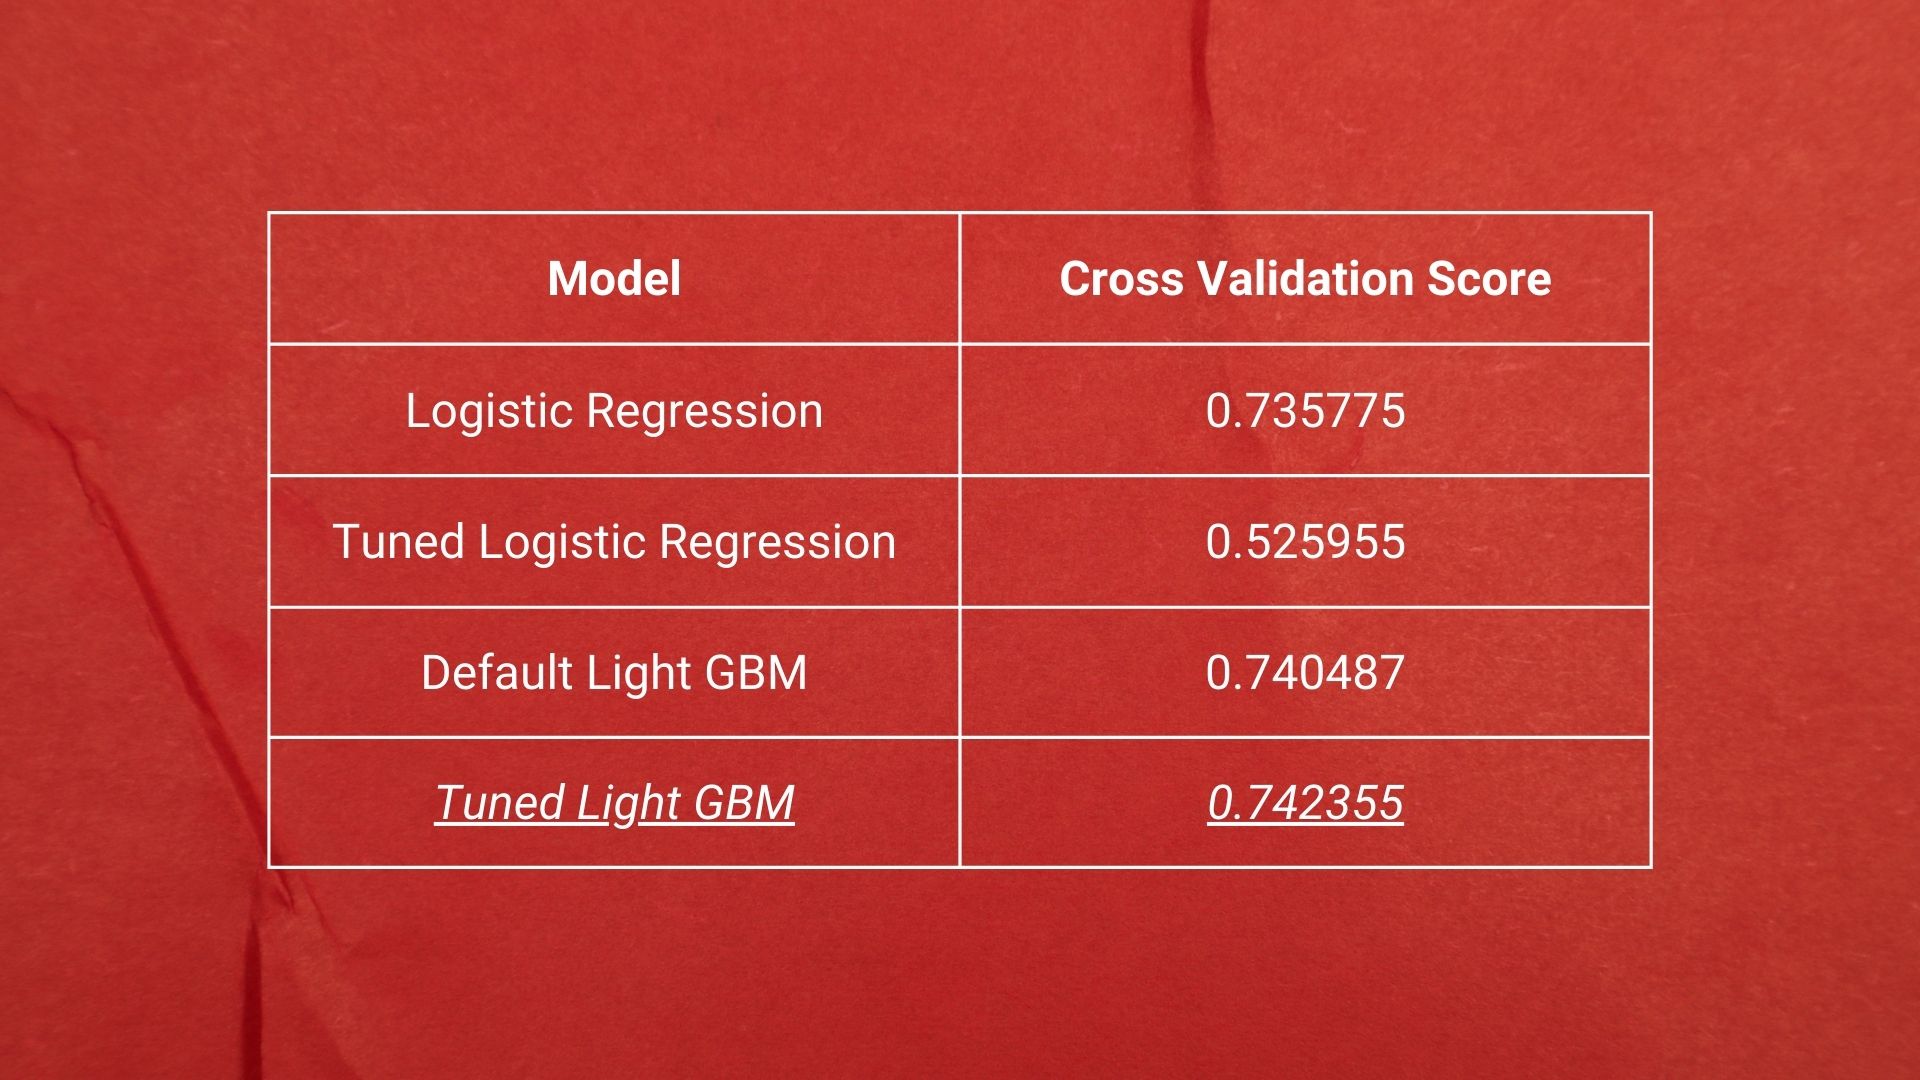 Model Cross Validation Score
Logistic Regression 0.735775
Tuned Logistic Regression 0.525955
Default Light GBM 0.740487
Tuned Light GBM 0.742355